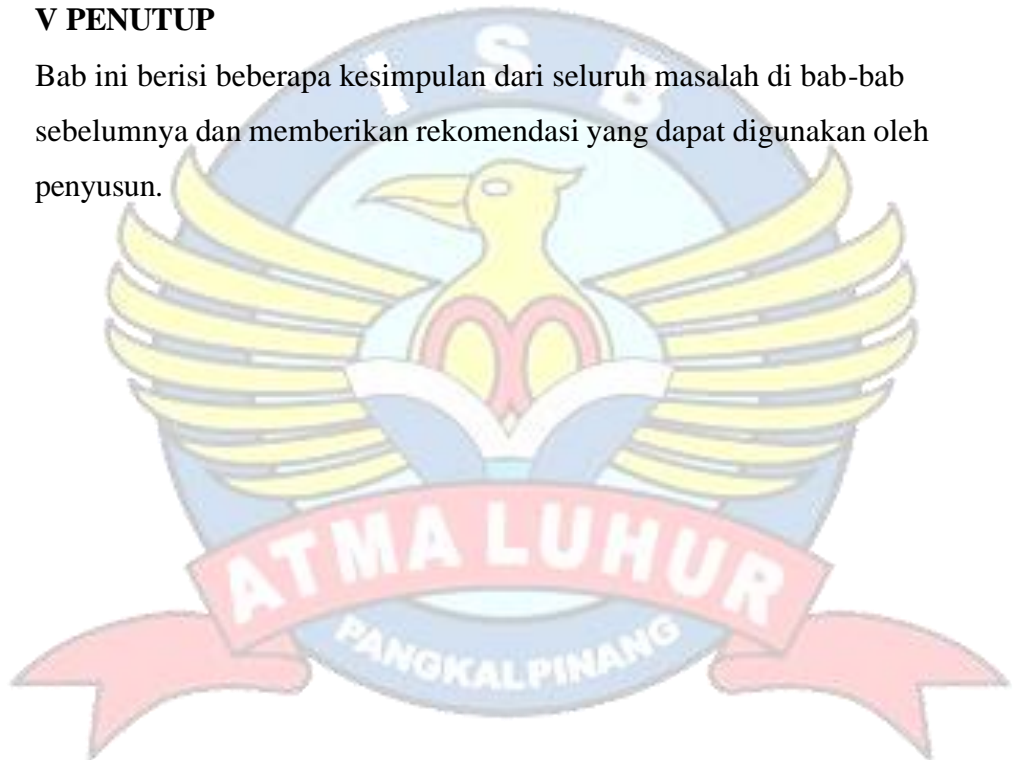 V PENUTUP
Bab ini berisi beberapa kesimpulan dari seluruh masalah di bab-bab
sebelumnya dan memberikan rekomendasi yang dapat digunakan oleh
penyusun.
I S B
ATMA LUHUR
PANGKALPINANG